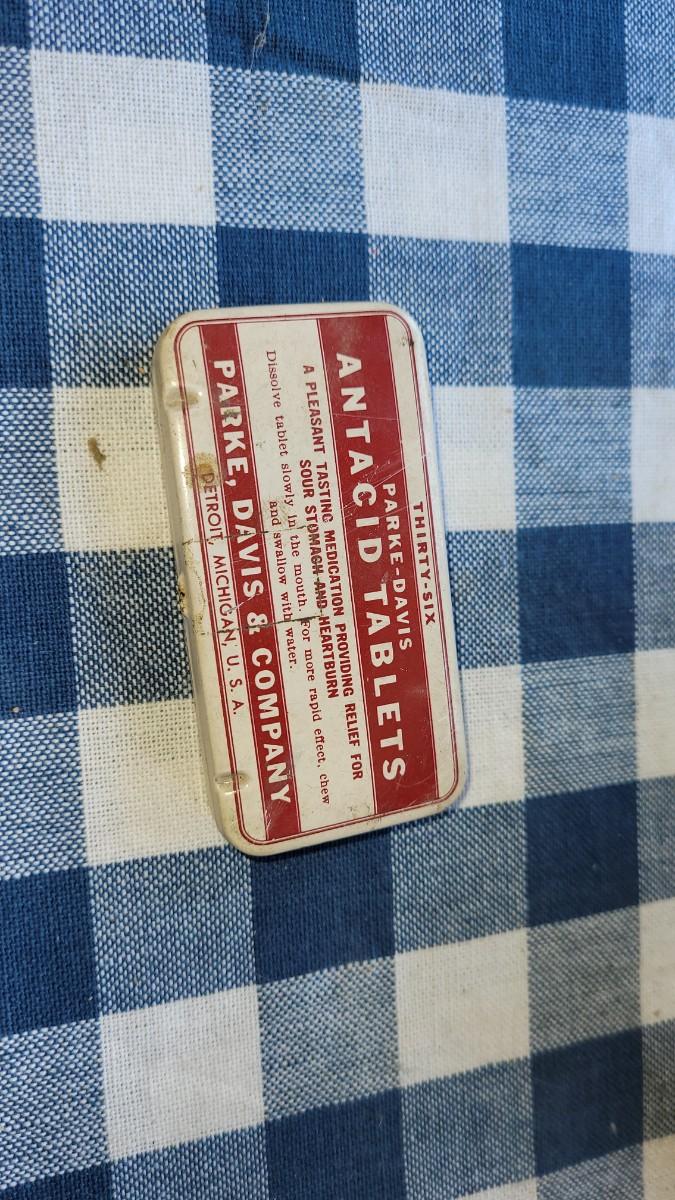 THIRTY-SIX
PARKE-DAVIS
ANTACID TABLETS
A PLEASANT TASTING MEDICATION PROVIDING RELIEF FOR
SOUR STOMACH AND HEARTBURN
Dissolve tablet slowly in the mouth. For more rapid effect, chew
and swallow with water.
PARKE, DAVIS & COMPANY
DETROIT, MICHIGAN, U. S. A.